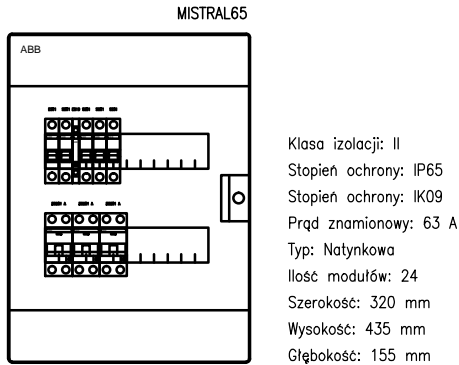 MISTRAL65
ABB
Klasa izolacji: II
Stopień ochrony: IP65
Stopień ochrony: IK09
Prąd znamionowy: 63 A
Typ: Natynkowa
Ilość modułów: 24
Szerokość: 320 mm
Wysokość: 435 mm
Głębokość: 155 mm